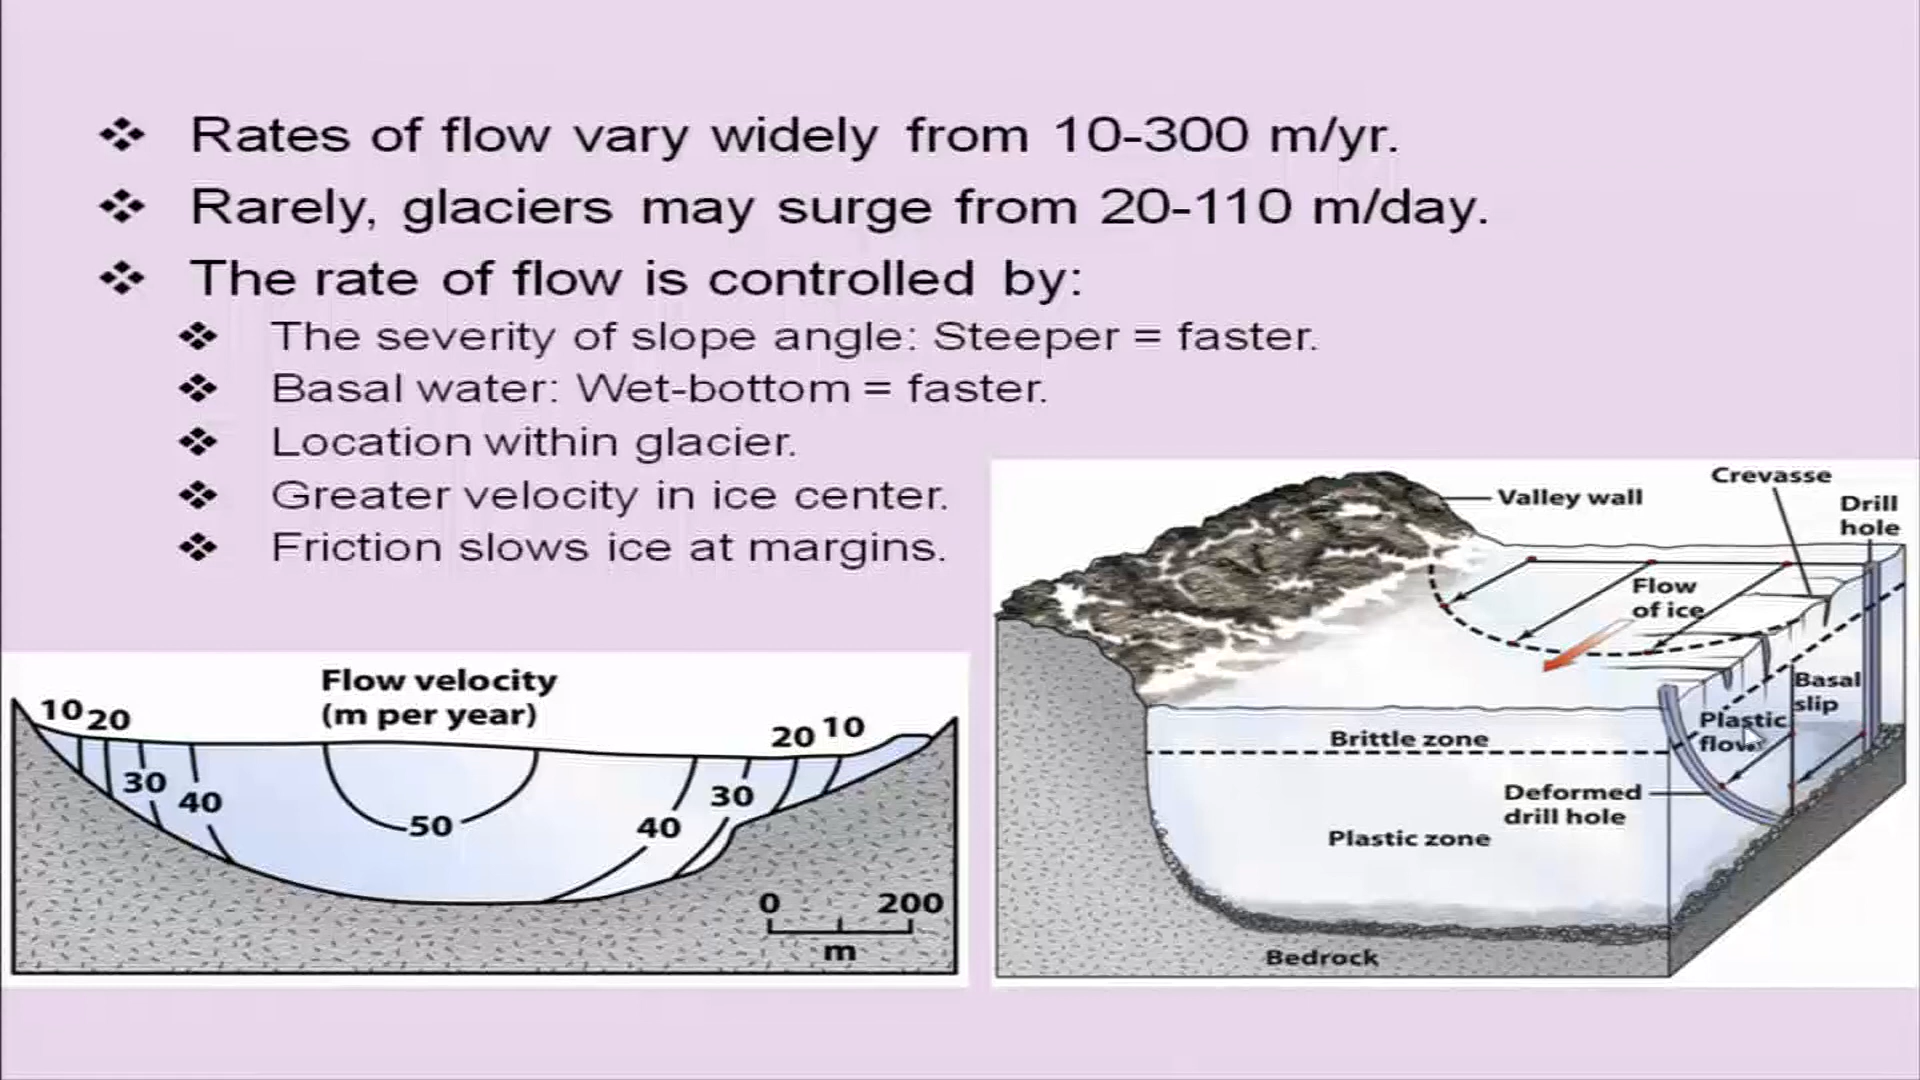 Rates of flow vary widely from 10-300 m/yr.
Rarely, glaciers may surge from 20-110 m/day.
The rate of flow is controlled by:
The severity of slope angle: Steeper = faster.
Basal water: Wet-bottom = faster.
Location within glacier.
Greater velocity in ice center.
Friction slows ice at margins.
Flow velocity
(m per year)
10
20
30
40
50
40
30
20
10
0
200
m
Crevasse
Valley wall
Drill
hole
Flow
of ice
Basal
slip
Plastic
flow
Brittle zone
Deformed
drill hole
Plastic zone
Bedrock